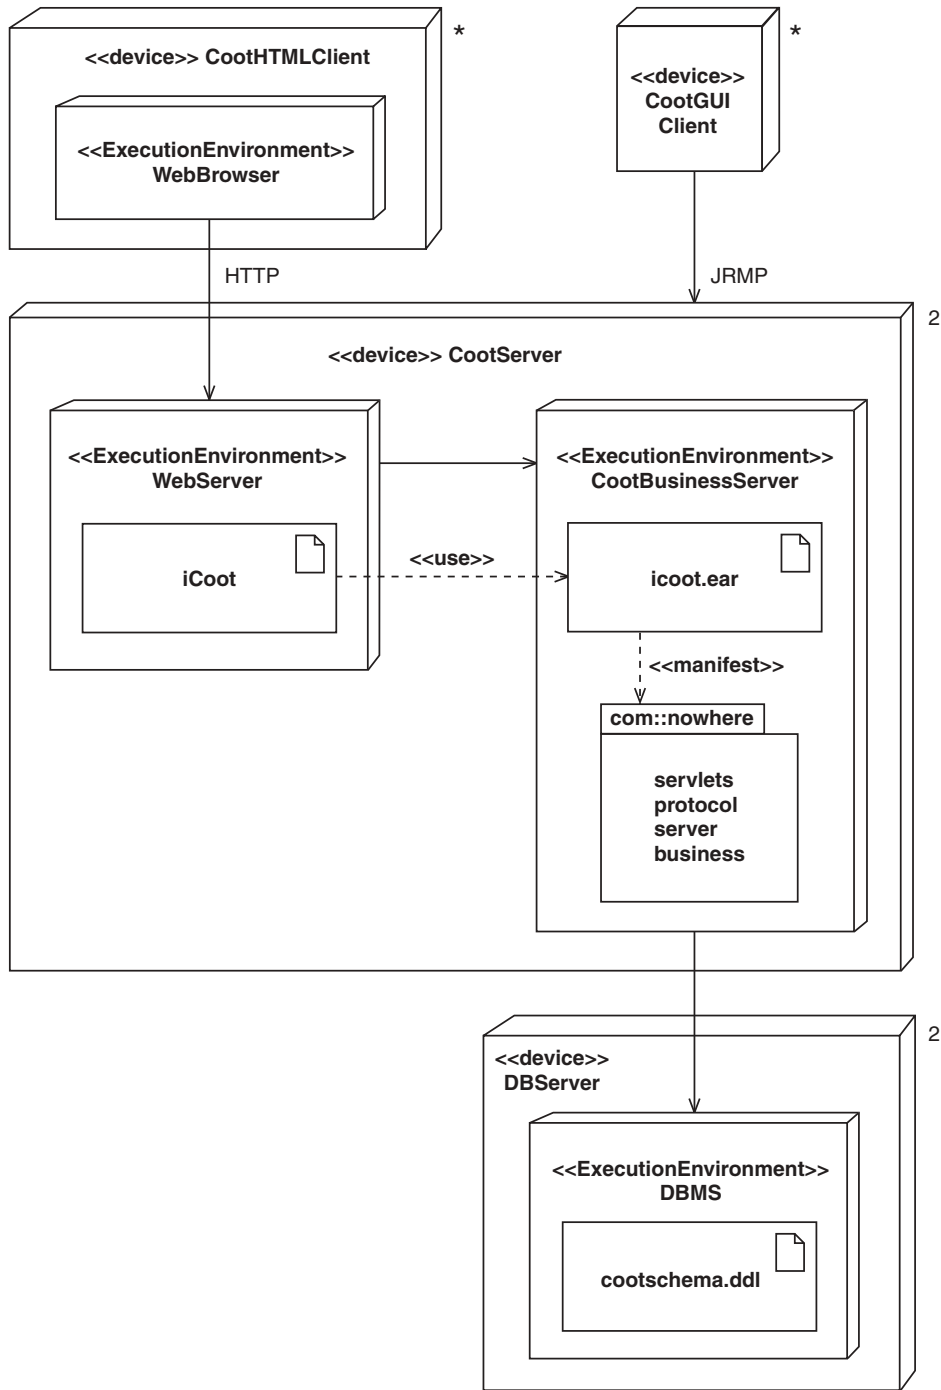 *
*
<<device>> CootHTMLClient
<<device>>
CootGUI
Client
<<ExecutionEnvironment>>
WebBrowser
HTTP
JRMP
2
<<device>> CootServer
<<ExecutionEnvironment>>
WebServer
iCoot
<<use>>
<<ExecutionEnvironment>>
CootBusinessServer
icoot.ear
<<manifest>>
com::nowhere
servlets
protocol
server
business
2
<<device>>
DBServer
<<ExecutionEnvironment>>
DBMS
cootschema.ddl